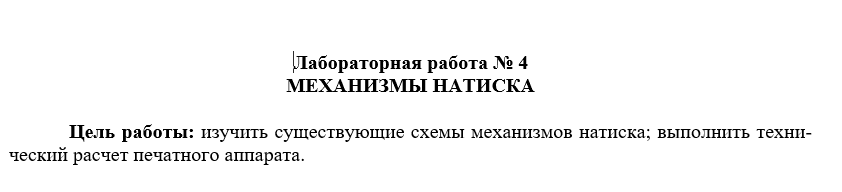 Лабораторная работа № 4
МЕХАНИЗМЫ НАТИСКА
Цель работы: изучить существующие схемы механизмов натиска; выполнить техни-
ческий расчет печатного аппарата.